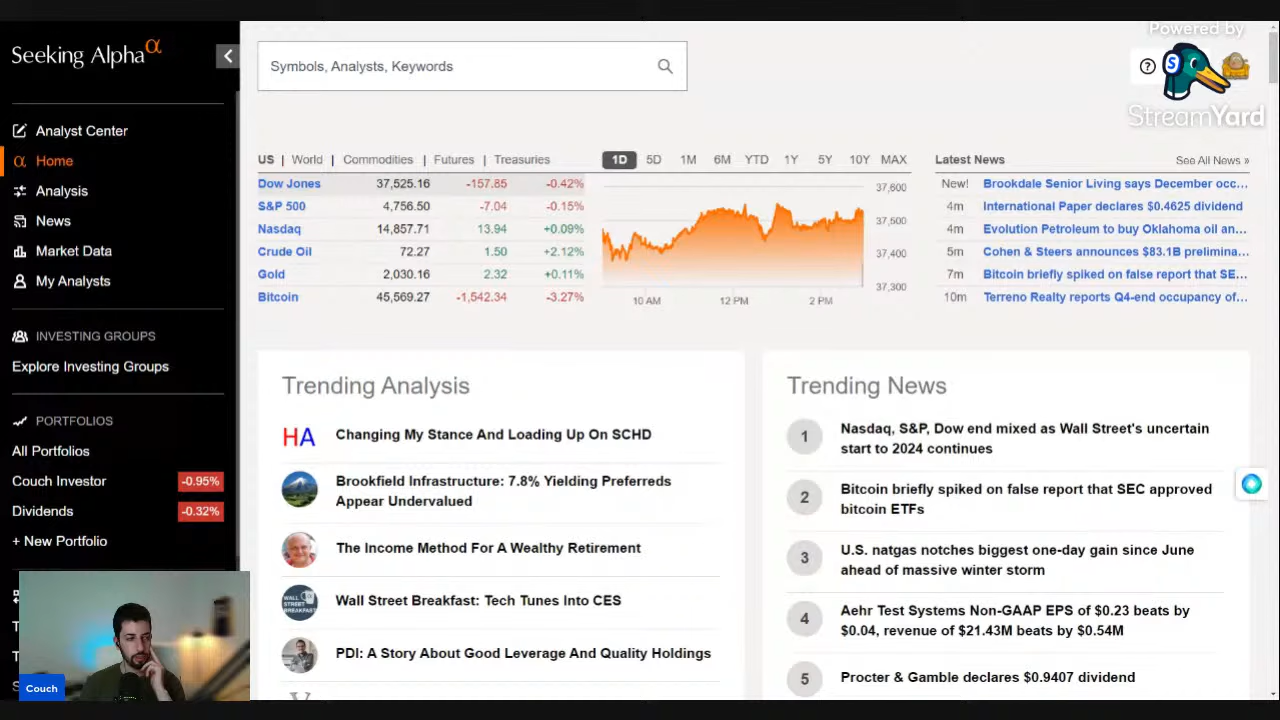 Seeking Alpha α
Symbols, Analysts, Keywords
Powered by
StreamYard
Analyst Center
Home
Analysis
News
Market Data
My Analysts
INVESTING GROUPS
Explore Investing Groups
PORTFOLIOS
All Portfolios
Couch Investor -0.95%
Dividends -0.32%
+ New Portfolio
Couch
US | World | Commodities | Futures | Treasuries
Dow Jones 37,525.16 -157.85 -0.42%
S&P 500 4,756.50 -7.04 -0.15%
Nasdaq 14,857.71 13.94 +0.09%
Crude Oil 72.27 1.50 +2.12%
Gold 2,030.16 2.32 +0.11%
Bitcoin 45,569.27 -1,542.34 -3.27%
1D 5D 1M 6M YTD 1Y 5Y 10Y MAX
37,600
37,500
37,400
37,300
10 AM 12 PM 2 PM
Latest News See All News »
New! Brookdale Senior Living says December occ...
4m International Paper declares $0.4625 dividend
4m Evolution Petroleum to buy Oklahoma oil an...
5m Cohen & Steers announces $83.1B prelimina...
7m Bitcoin briefly spiked on false report that SE...
10m Terreno Realty reports Q4-end occupancy of...
Trending Analysis
HA Changing My Stance And Loading Up On SCHD
Brookfield Infrastructure: 7.8% Yielding Preferreds
Appear Undervalued
The Income Method For A Wealthy Retirement
WALL STREET BREAKFAST
Wall Street Breakfast: Tech Tunes Into CES
PDI: A Story About Good Leverage And Quality Holdings
Trending News
1 Nasdaq, S&P, Dow end mixed as Wall Street's uncertain
start to 2024 continues
2 Bitcoin briefly spiked on false report that SEC approved
bitcoin ETFs
3 U.S. natgas notches biggest one-day gain since June
ahead of massive winter storm
4 Aehr Test Systems Non-GAAP EPS of $0.23 beats by
$0.04, revenue of $21.43M beats by $0.54M
5 Procter & Gamble declares $0.9407 dividend